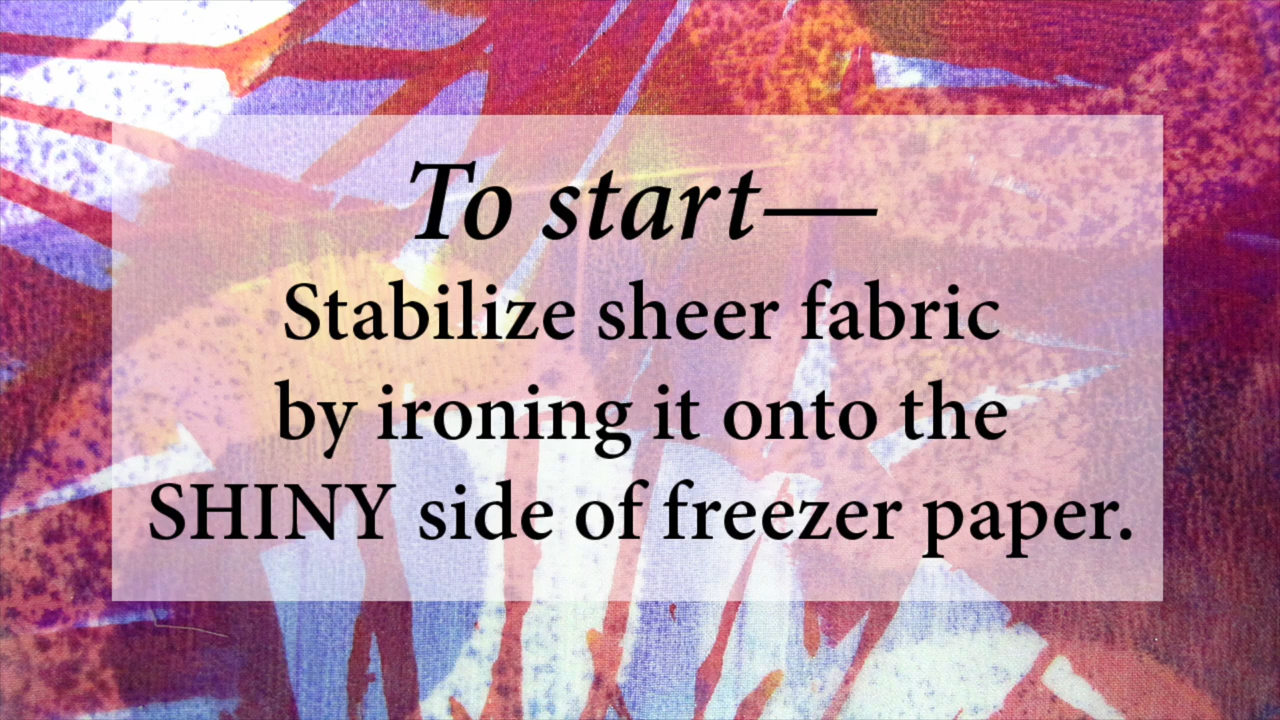 To start—
Stabilize sheer fabric
by ironing it onto the
SHINY side of freezer paper.